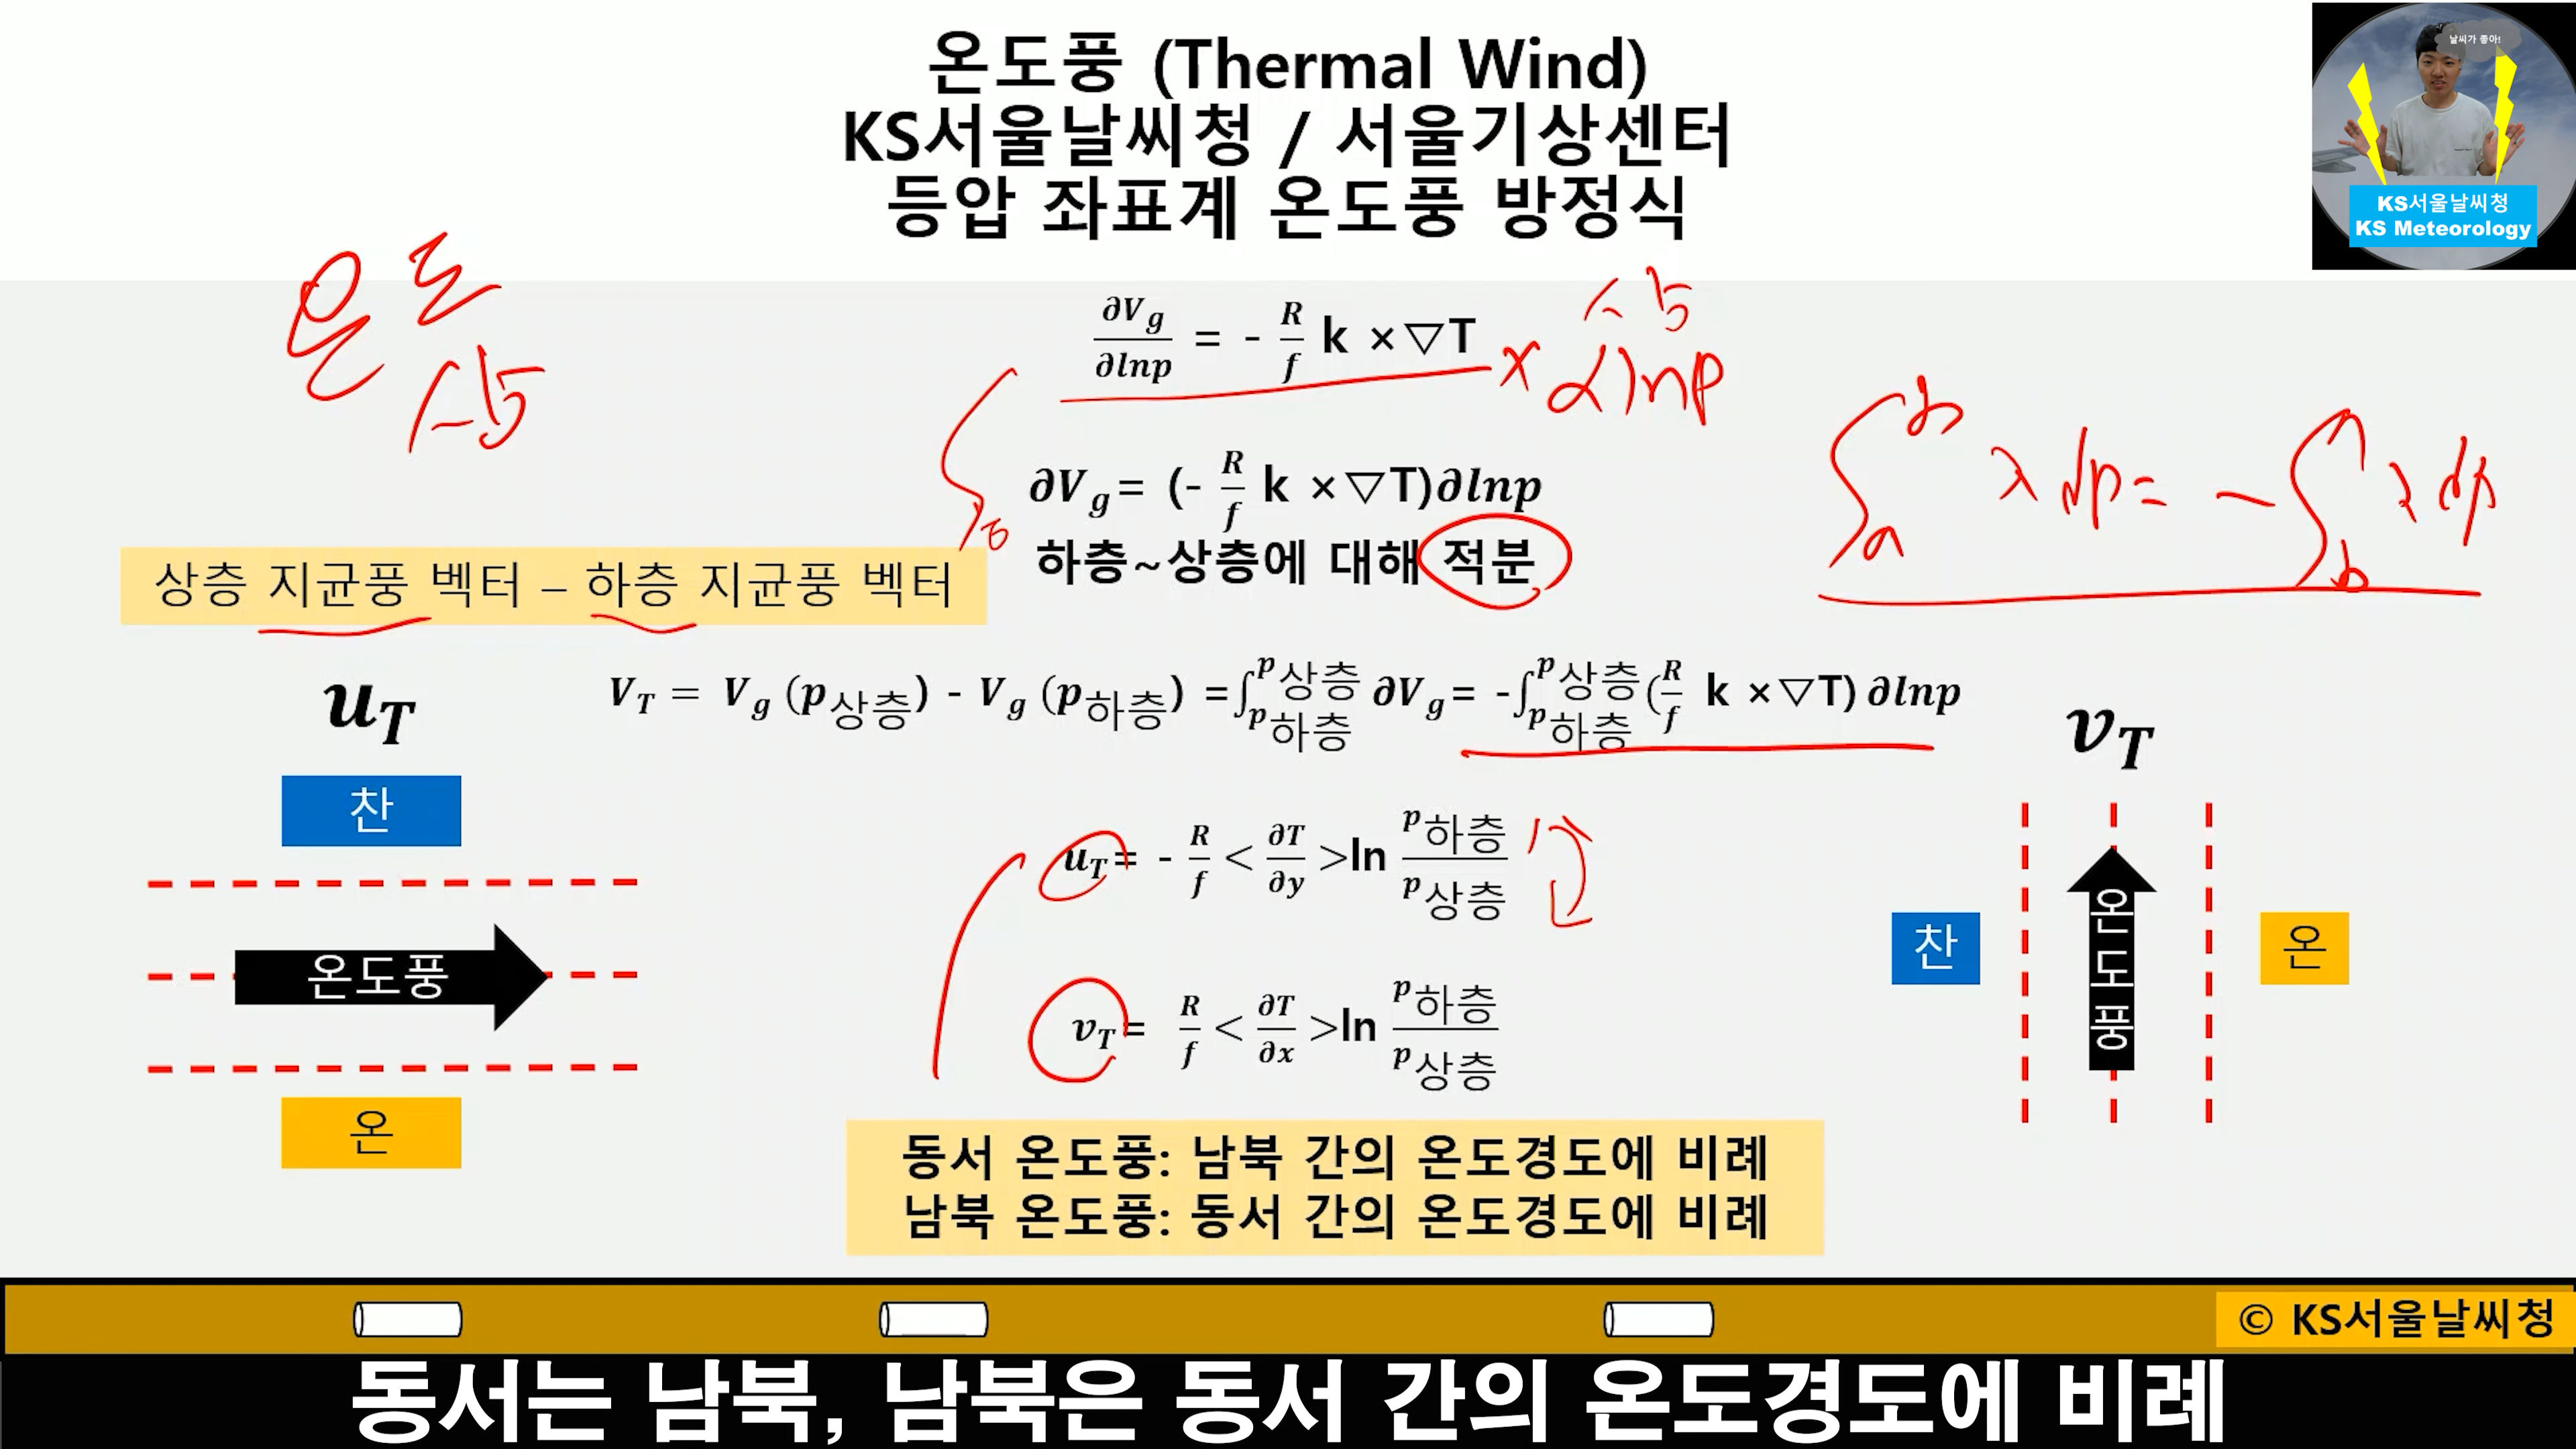 온도풍 (Thermal Wind)
KS서울날씨청 / 서울기상센터
등압 좌표계 온도풍 방정식
날씨가 좋아!
KS서울날씨청
KS Meteorology
온도
상
∂V_g/∂lnp = - R/f k ×▽T
× dlnp
상
∂V_g= (- R/f k ×▽T)∂lnp
하층~상층에 대해 적분
∫_a^b λ dp = - ∫_b^a λ dp
상층 지균풍 벡터 – 하층 지균풍 벡터
u_T
V_T = V_g (p_상층) - V_g (p_하층) =∫_p하층^p상층 ∂V_g= -∫_p하층^p상층(R/f k ×▽T) ∂lnp
v_T
찬
온도풍
온
u_T= - R/f <∂T/∂y>ln p하층/p상층
v_T= R/f <∂T/∂x>ln p하층/p상층
찬
온도풍
온
동서 온도풍: 남북 간의 온도경도에 비례
남북 온도풍: 동서 간의 온도경도에 비례
© KS서울날씨청
동서는 남북, 남북은 동서 간의 온도경도에 비례